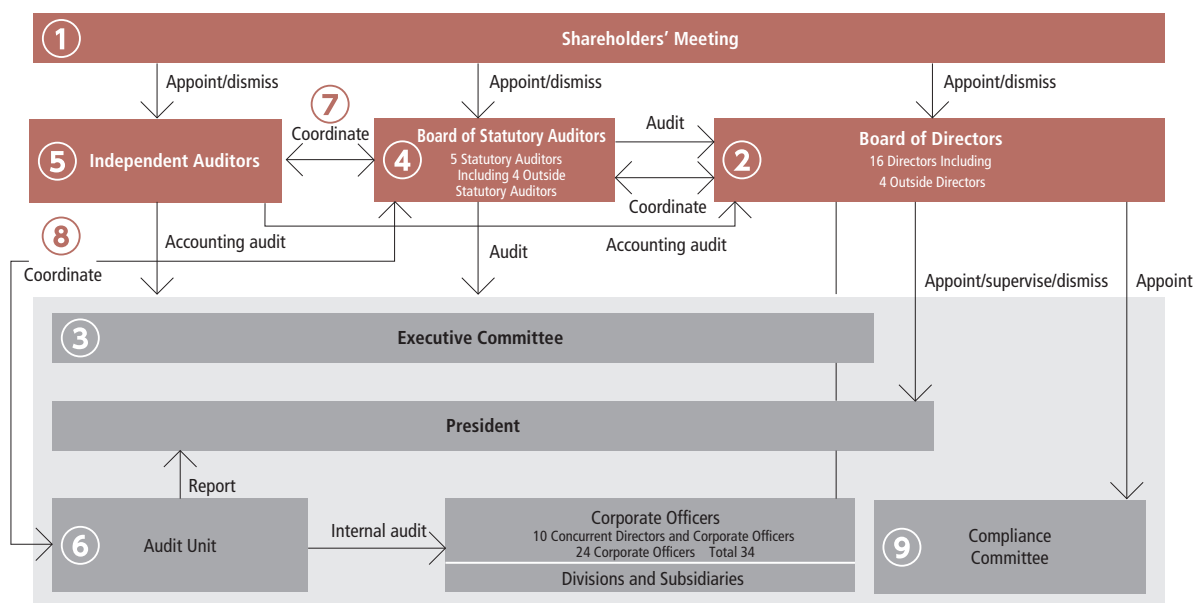 1 Shareholders' Meeting
Appoint/dismiss
Appoint/dismiss
Appoint/dismiss
7
Coordinate
5 Independent Auditors
4 Board of Statutory Auditors
5 Statutory Auditors
Including 4 Outside
Statutory Auditors
Audit
Coordinate
2 Board of Directors
16 Directors Including
4 Outside Directors
8
Coordinate
Accounting audit
Audit
Accounting audit
Appoint/supervise/dismiss
Appoint
3 Executive Committee
President
Report
6 Audit Unit
Internal audit
Corporate Officers
10 Concurrent Directors and Corporate Officers
24 Corporate Officers Total 34
Divisions and Subsidiaries
9 Compliance
Committee